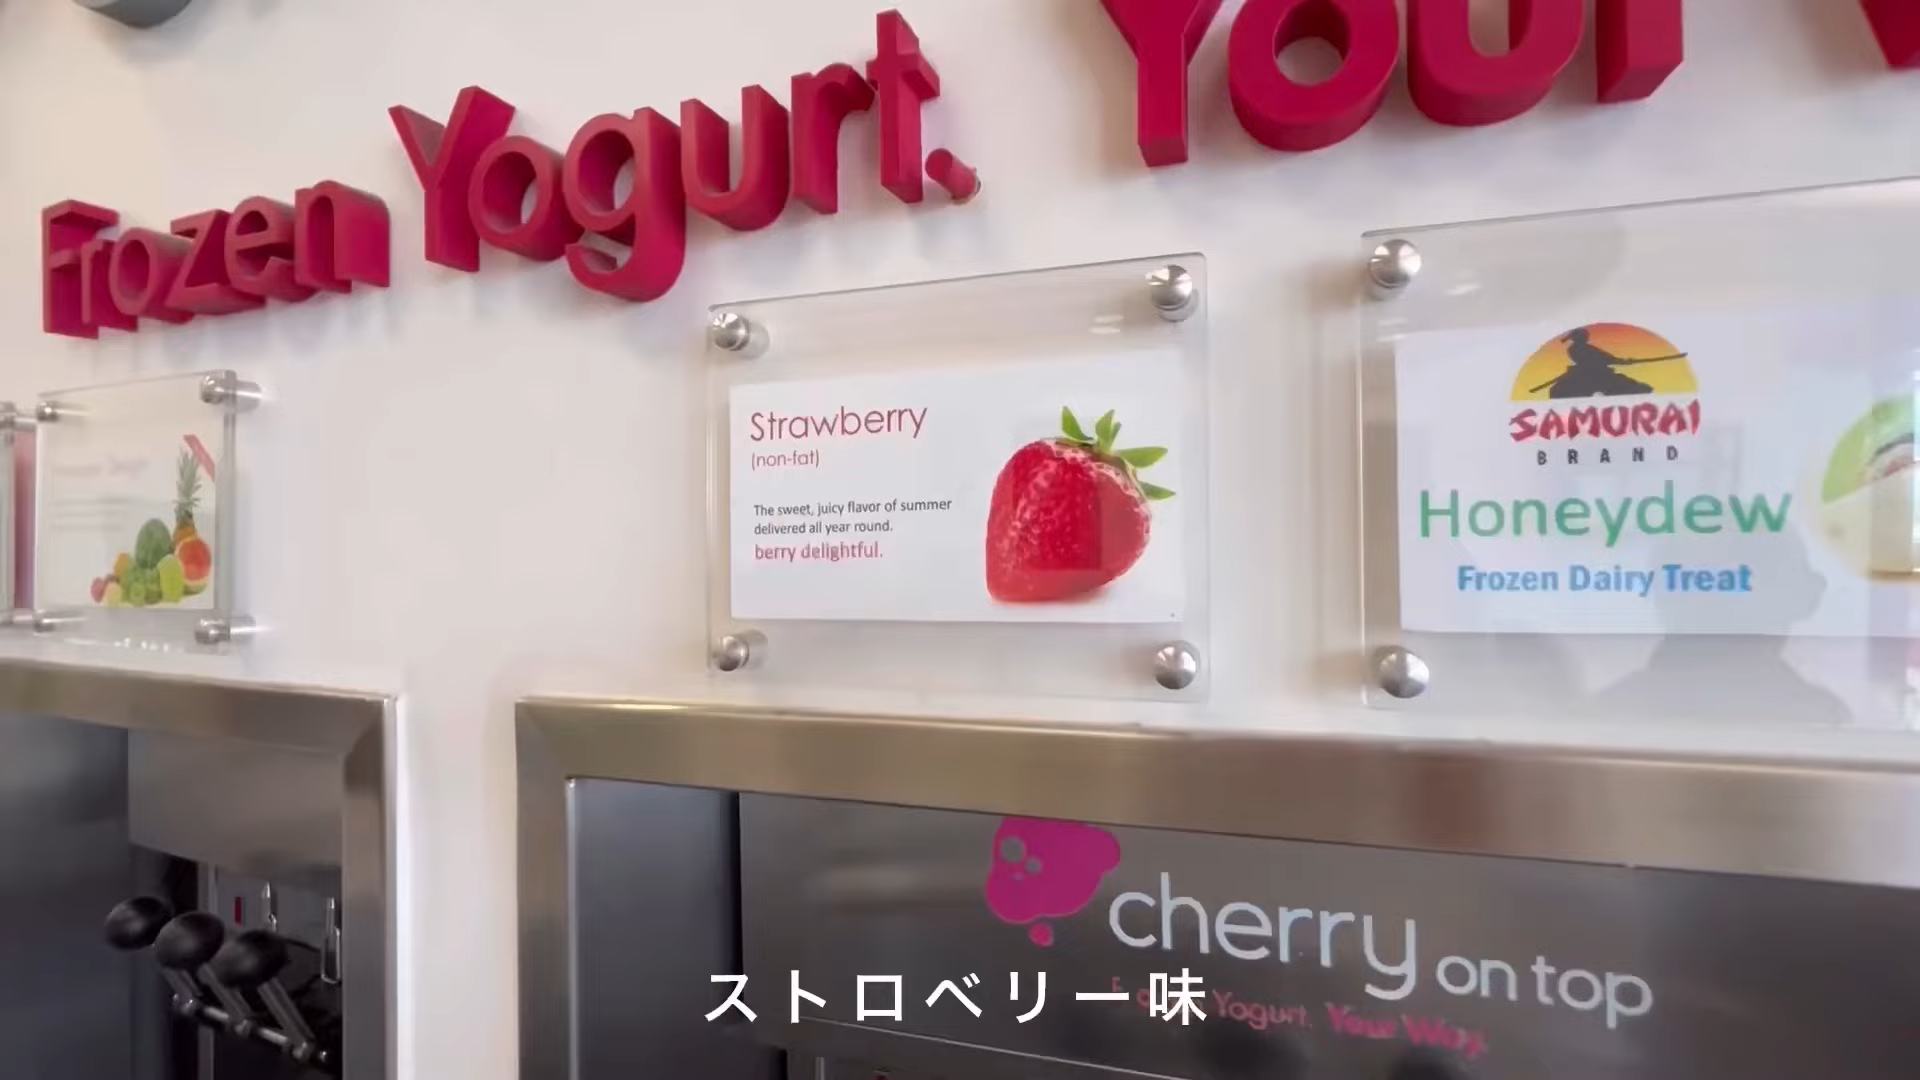 Frozen Yogurt. Your
Strawberry
(non-fat)
The sweet, juicy flavor of summer
delivered all year round.
berry delightful.
SAMURAI
BRAND
Honeydew
Frozen Dairy Treat
cherry on top
Yogurt. Your Way.
ストロベリー味